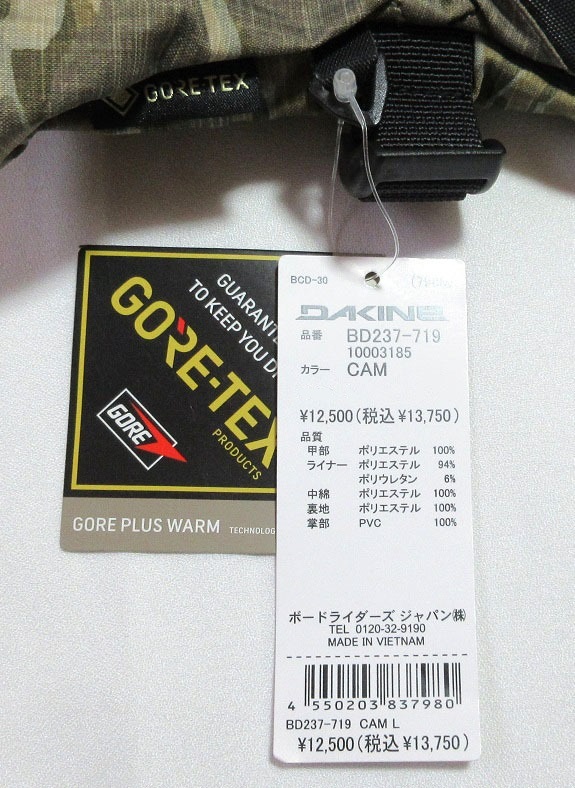 GORE-TEX
GUARANTE
TO KEEP YOU D
GORE-TEX
PRODUCTS
GORE
GORE PLUS WARM TECHNOLOG
BCD-30
DAKINE
品番 BD237-719
10003185
カラー CAM
¥12,500(税込¥13,750)
品質
甲部 ポリエステル 100%
ライナー ポリエステル 94%
ポリウレタン 6%
中綿 ポリエステル 100%
裏地 ポリエステル 100%
掌部 PVC 100%
ボードライダーズ ジャパン㈱
TEL 0120-32-9190
MADE IN VIETNAM
4 550203 837980
BD237-719 CAM L
¥12,500(税込¥13,750)